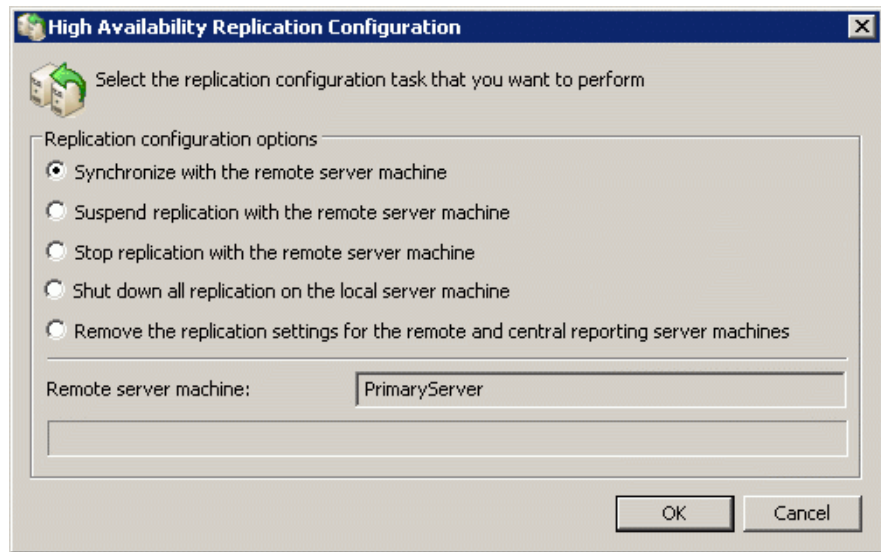 High Availability Replication Configuration
Select the replication configuration task that you want to perform
Replication configuration options
Synchronize with the remote server machine
Suspend replication with the remote server machine
Stop replication with the remote server machine
Shut down all replication on the local server machine
Remove the replication settings for the remote and central reporting server machines
Remote server machine: PrimaryServer
OK Cancel